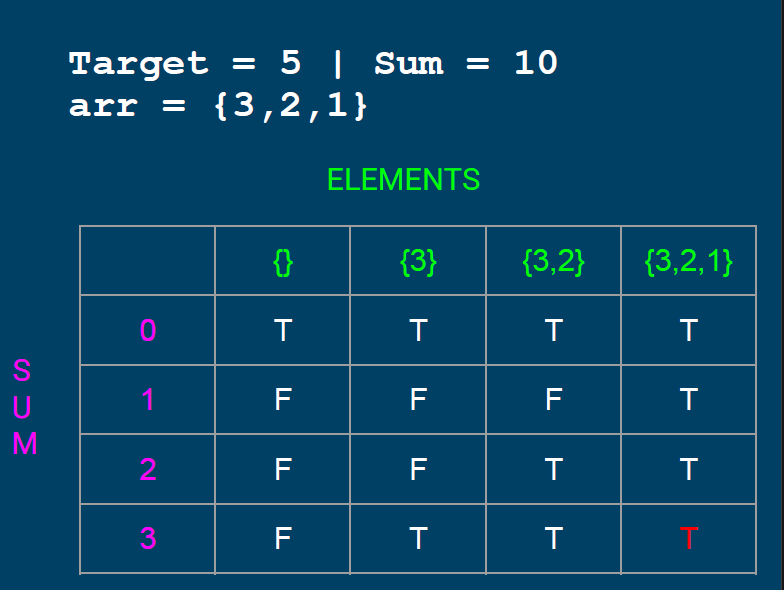 Target = 5 | Sum = 10
arr = {3,2,1}
ELEMENTS
{} {3} {3,2} {3,2,1}
0 T T T T
1 F F F T
2 F F T T
3 F T T T
S
U
M